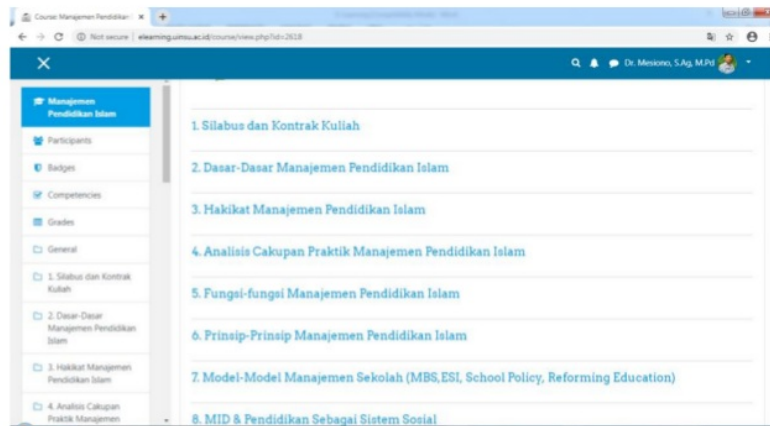 Course: Manajemen Pendidikan
Not secure | elearning.uinsu.ac.id/course/view.php?id=2618
Dr. Mesiono, S.Ag, M.Pd
Manajemen
Pendidikan Islam
Participants
Badges
Competencies
Grades
General
1. Silabus dan Kontrak
Kuliah
2. Dasar-Dasar
Manajemen Pendidikan
Islam
3. Hakikat Manajemen
Pendidikan Islam
4. Analisis Cakupan
Praktik Manajemen
1. Silabus dan Kontrak Kuliah
2. Dasar-Dasar Manajemen Pendidikan Islam
3. Hakikat Manajemen Pendidikan Islam
4. Analisis Cakupan Praktik Manajemen Pendidikan Islam
5. Fungsi-fungsi Manajemen Pendidikan Islam
6. Prinsip-Prinsip Manajemen Pendidikan Islam
7. Model-Model Manajemen Sekolah (MBS,ESI, School Policy, Reforming Education)
8. MID & Pendidikan Sebagai Sistem Sosial